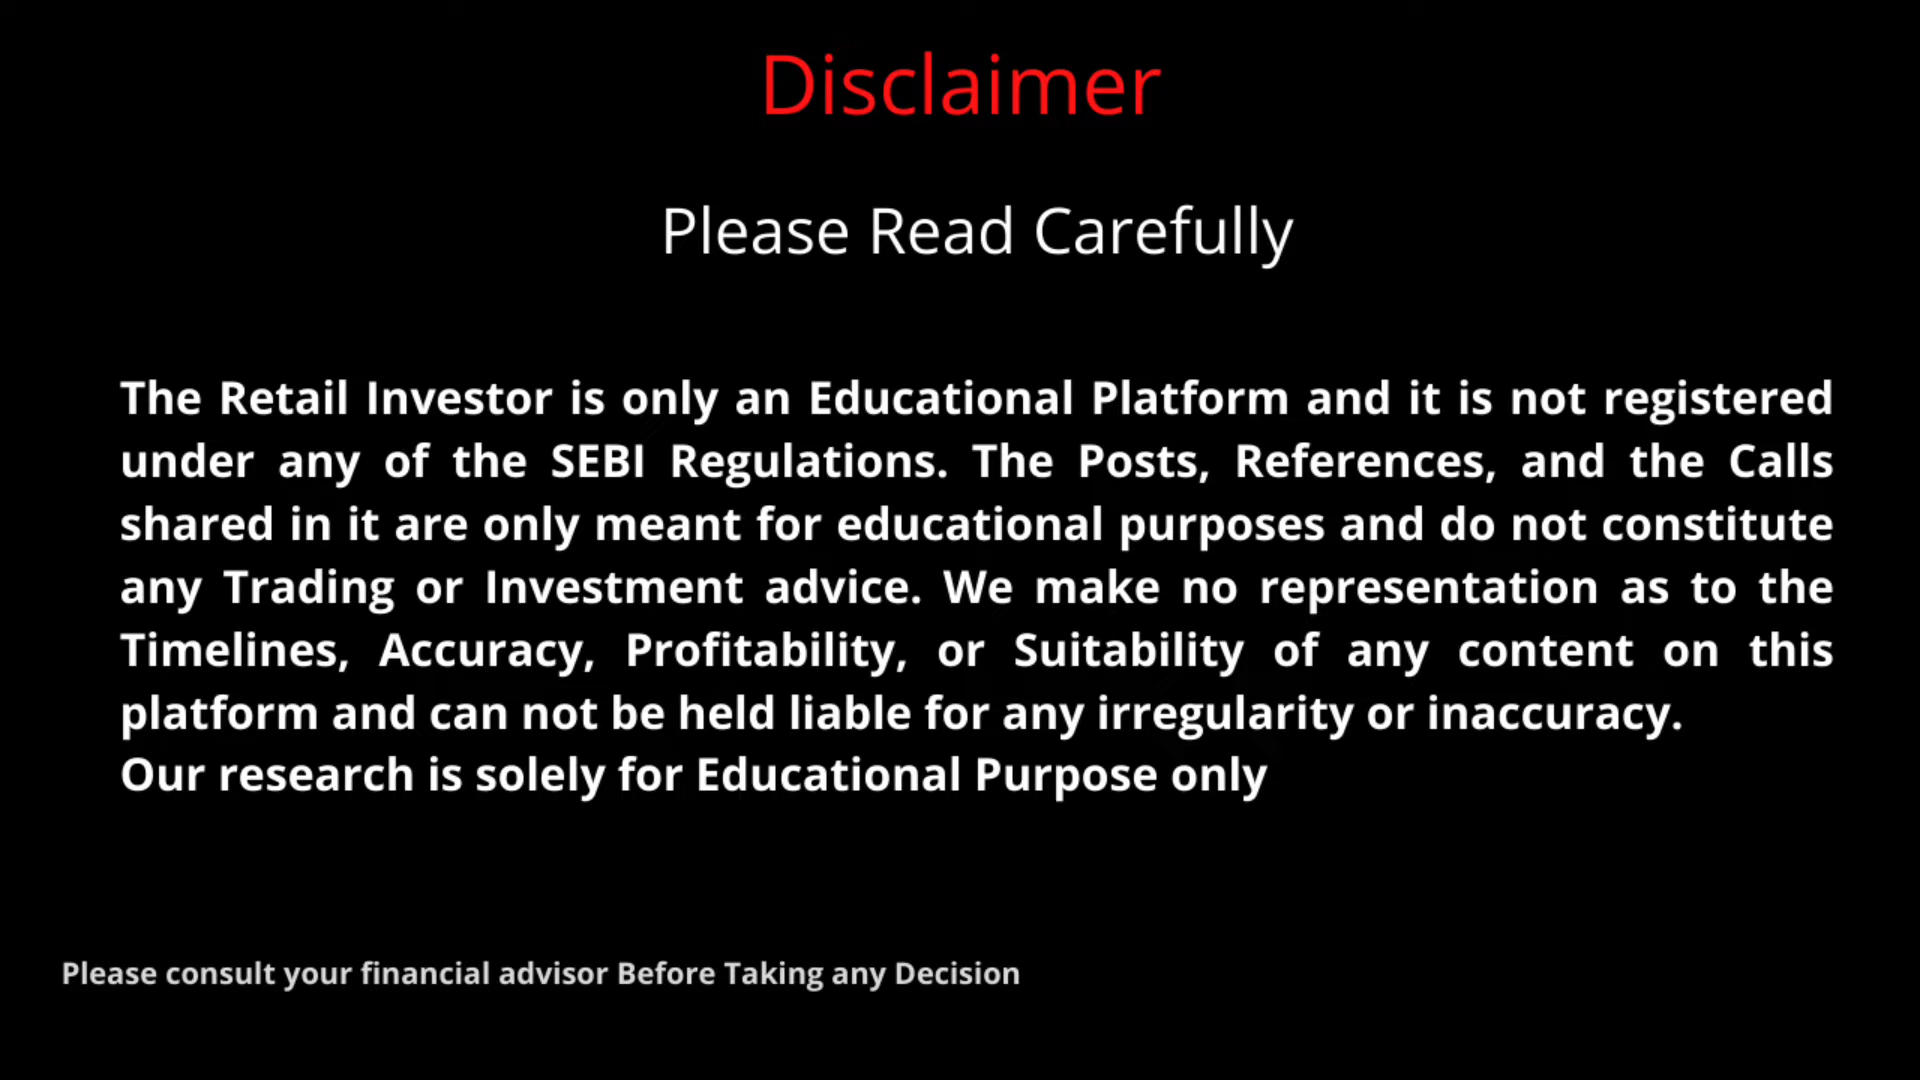 Disclaimer
Please Read Carefully
The Retail Investor is only an Educational Platform and it is not registered
under any of the SEBI Regulations. The Posts, References, and the Calls
shared in it are only meant for educational purposes and do not constitute
any Trading or Investment advice. We make no representation as to the
Timelines, Accuracy, Profitability, or Suitability of any content on this
platform and can not be held liable for any irregularity or inaccuracy.
Our research is solely for Educational Purpose only
Please consult your financial advisor Before Taking any Decision